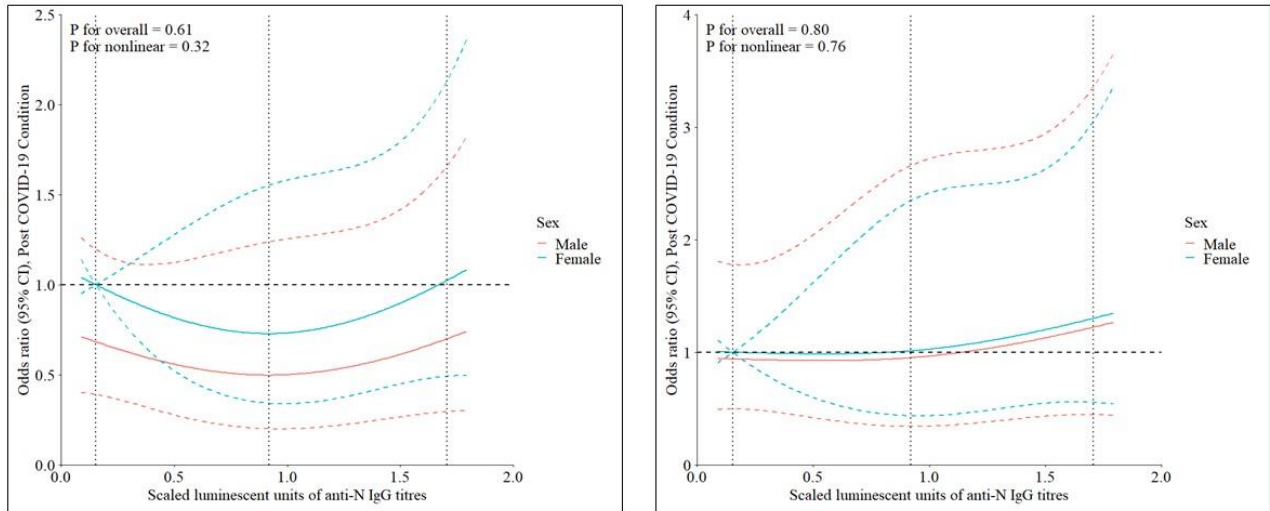 P for overall = 0.61
P for nonlinear = 0.32
Odds ratio (95% CI), Post COVID-19 Condition
2.5
2.0
1.5
1.0
0.5
0.0
0.0 0.5 1.0 1.5 2.0
Scaled luminescent units of anti-N IgG titres
Sex
Male
Female
P for overall = 0.80
P for nonlinear = 0.76
Odds ratio (95% CI), Post COVID-19 Condition
4
3
2
1
0
0.0 0.5 1.0 1.5 2.0
Scaled luminescent units of anti-N IgG titres
Sex
Male
Female